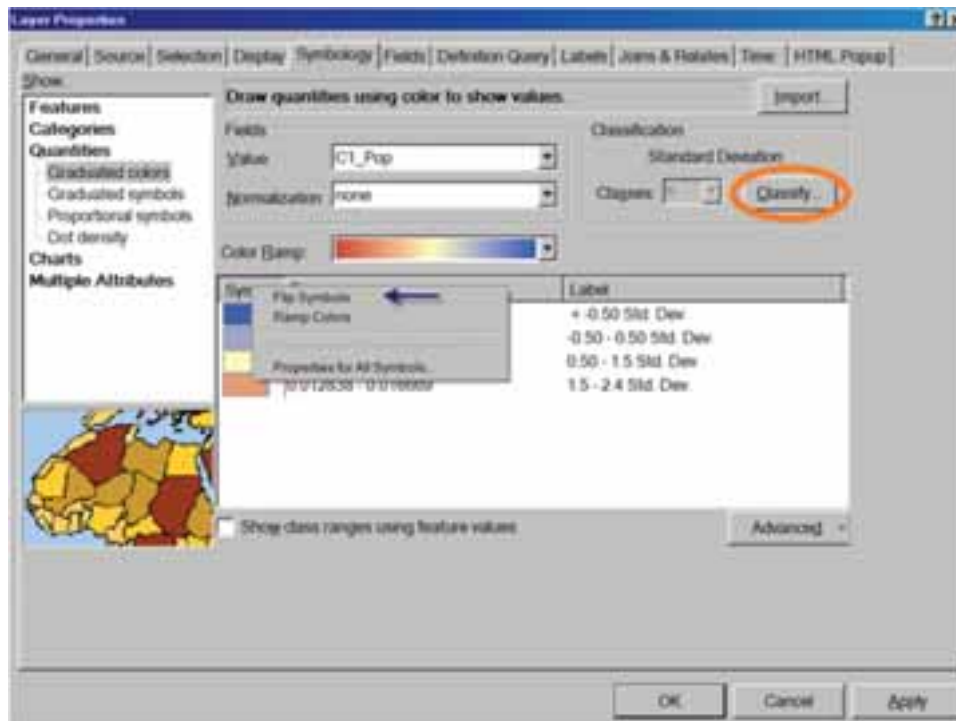 Layer Properties
General Source Selection Display Symbology Fields Definition Query Labels Joins & Relates Time HTML Popup
Show:
Features
Categories
Quantities
Graduated colors
Graduated symbols
Proportional symbols
Dot density
Charts
Multiple Attributes
Draw quantities using color to show values.
Import...
Fields
Value: C1_Pop
Normalization: none
Classification
Standard Deviation
Classes:
Classify...
Color Ramp:
Label
Flip Symbols
Ramp Colors
Properties for All Symbols...
< -0.50 Std. Dev.
-0.50 - 0.50 Std. Dev.
0.50 - 1.5 Std. Dev.
1.5 - 2.4 Std. Dev.
Show class ranges using feature values
Advanced
OK
Cancel
Apply